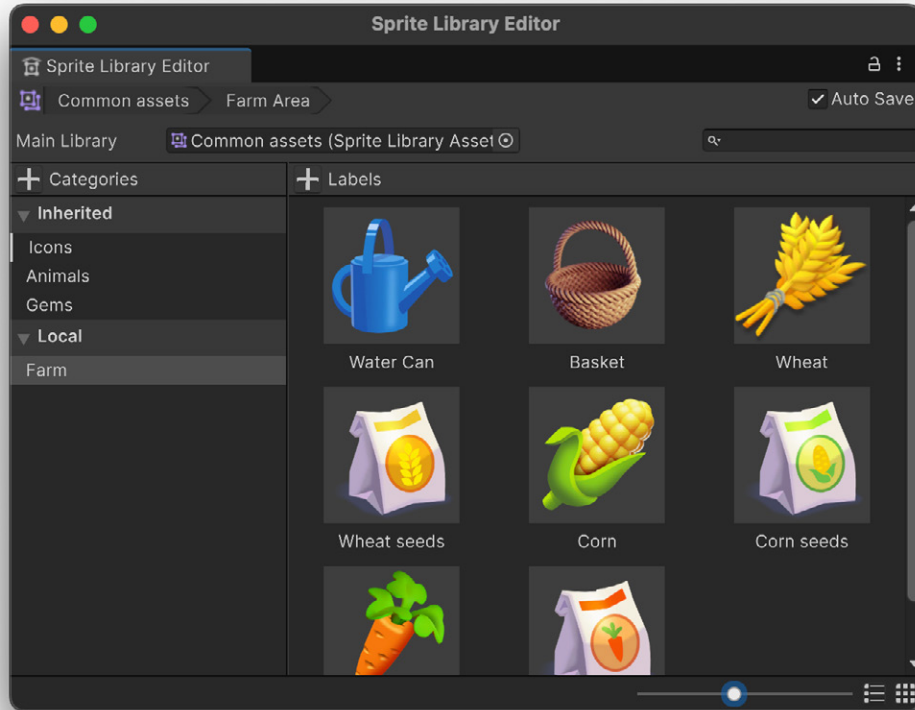 Sprite Library Editor
Sprite Library Editor
Common assets
Farm Area
Auto Save
Main Library
Common assets (Sprite Library Asset
Categories
Labels
Inherited
Icons
Animals
Gems
Local
Farm
Water Can
Basket
Wheat
Wheat seeds
Corn
Corn seeds